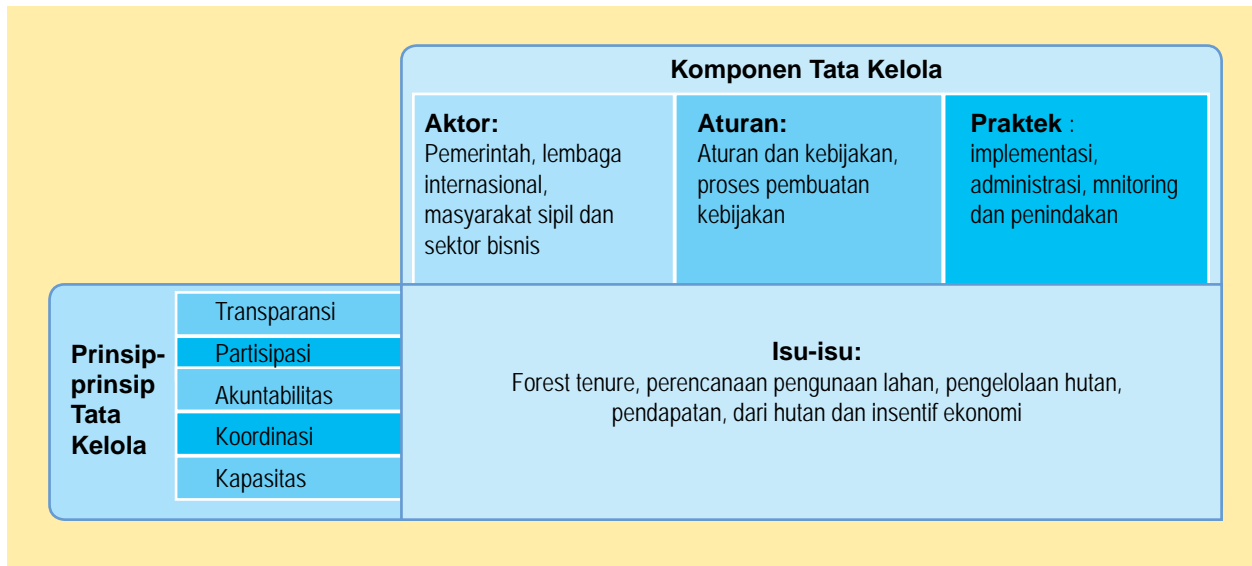 Komponen Tata Kelola
Aktor:
Pemerintah, lembaga
internasional,
masyarakat sipil dan
sektor bisnis
Aturan:
Aturan dan kebijakan,
proses pembuatan
kebijakan
Praktek :
implementasi,
administrasi, mnitoring
dan penindakan
Prinsip-
prinsip
Tata
Kelola
Transparansi
Partisipasi
Akuntabilitas
Koordinasi
Kapasitas
Isu-isu:
Forest tenure, perencanaan pengunaan lahan, pengelolaan hutan,
pendapatan, dari hutan dan insentif ekonomi